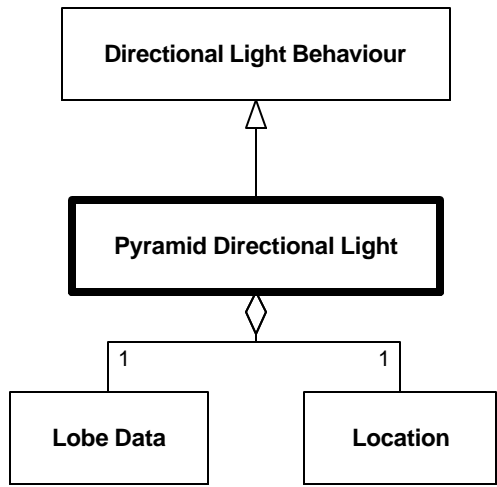 Directional Light Behaviour
Pyramid Directional Light
1
1
Lobe Data
Location